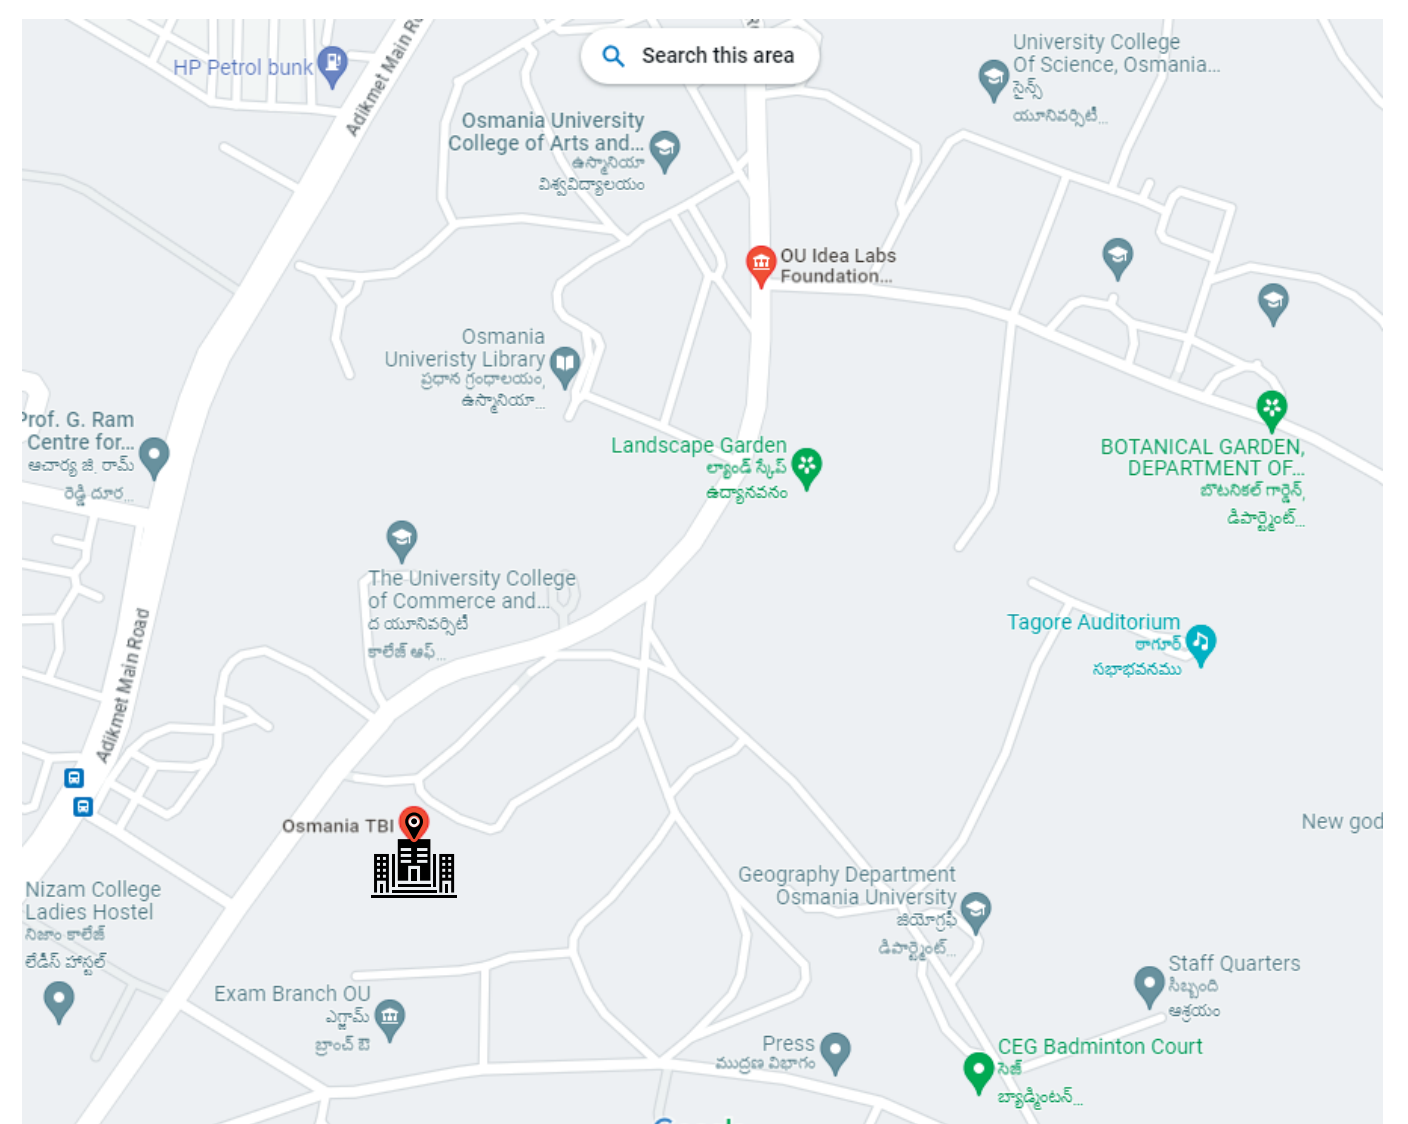 Search this area
HP Petrol bunk
Adikmet Main Ro
University College
Of Science, Osmania...
సైన్స్
యూనివర్సిటీ...
Osmania University
College of Arts and...
ఉస్మానియా
విశ్వవిద్యాలయం
OU Idea Labs
Foundation...
Osmania
Univeristy Library
ప్రధాన గ్రంధాలయం,
ఉస్మానియా...
Prof. G. Ram
Centre for...
ఆచార్య జి. రామ్
రెడ్డి దూర...
Landscape Garden
ల్యాండ్ స్కేప్
ఉద్యానవనం
BOTANICAL GARDEN,
DEPARTMENT OF...
బొటనికల్ గార్డెన్,
డిపార్ట్మెంట్...
The University College
of Commerce and...
ద యూనివర్సిటీ
కాలేజ్ ఆఫ్...
Tagore Auditorium
ఠాగూర్
సభాభవనము
Adikmet Main Road
Osmania TBI
New god
Geography Department
Osmania University
జియోగ్రఫీ
డిపార్ట్మెంట్...
Nizam College
Ladies Hostel
నిజాం కాలేజ్
లేడీస్ హాస్టల్
Staff Quarters
సిబ్బంది
ఆశ్రయం
Exam Branch OU
ఎగ్జామ్
బ్రాంచ్ ఔ
Press
ముద్రణ విభాగం
CEG Badminton Court
సెజ్
బ్యాడ్మింటన్...